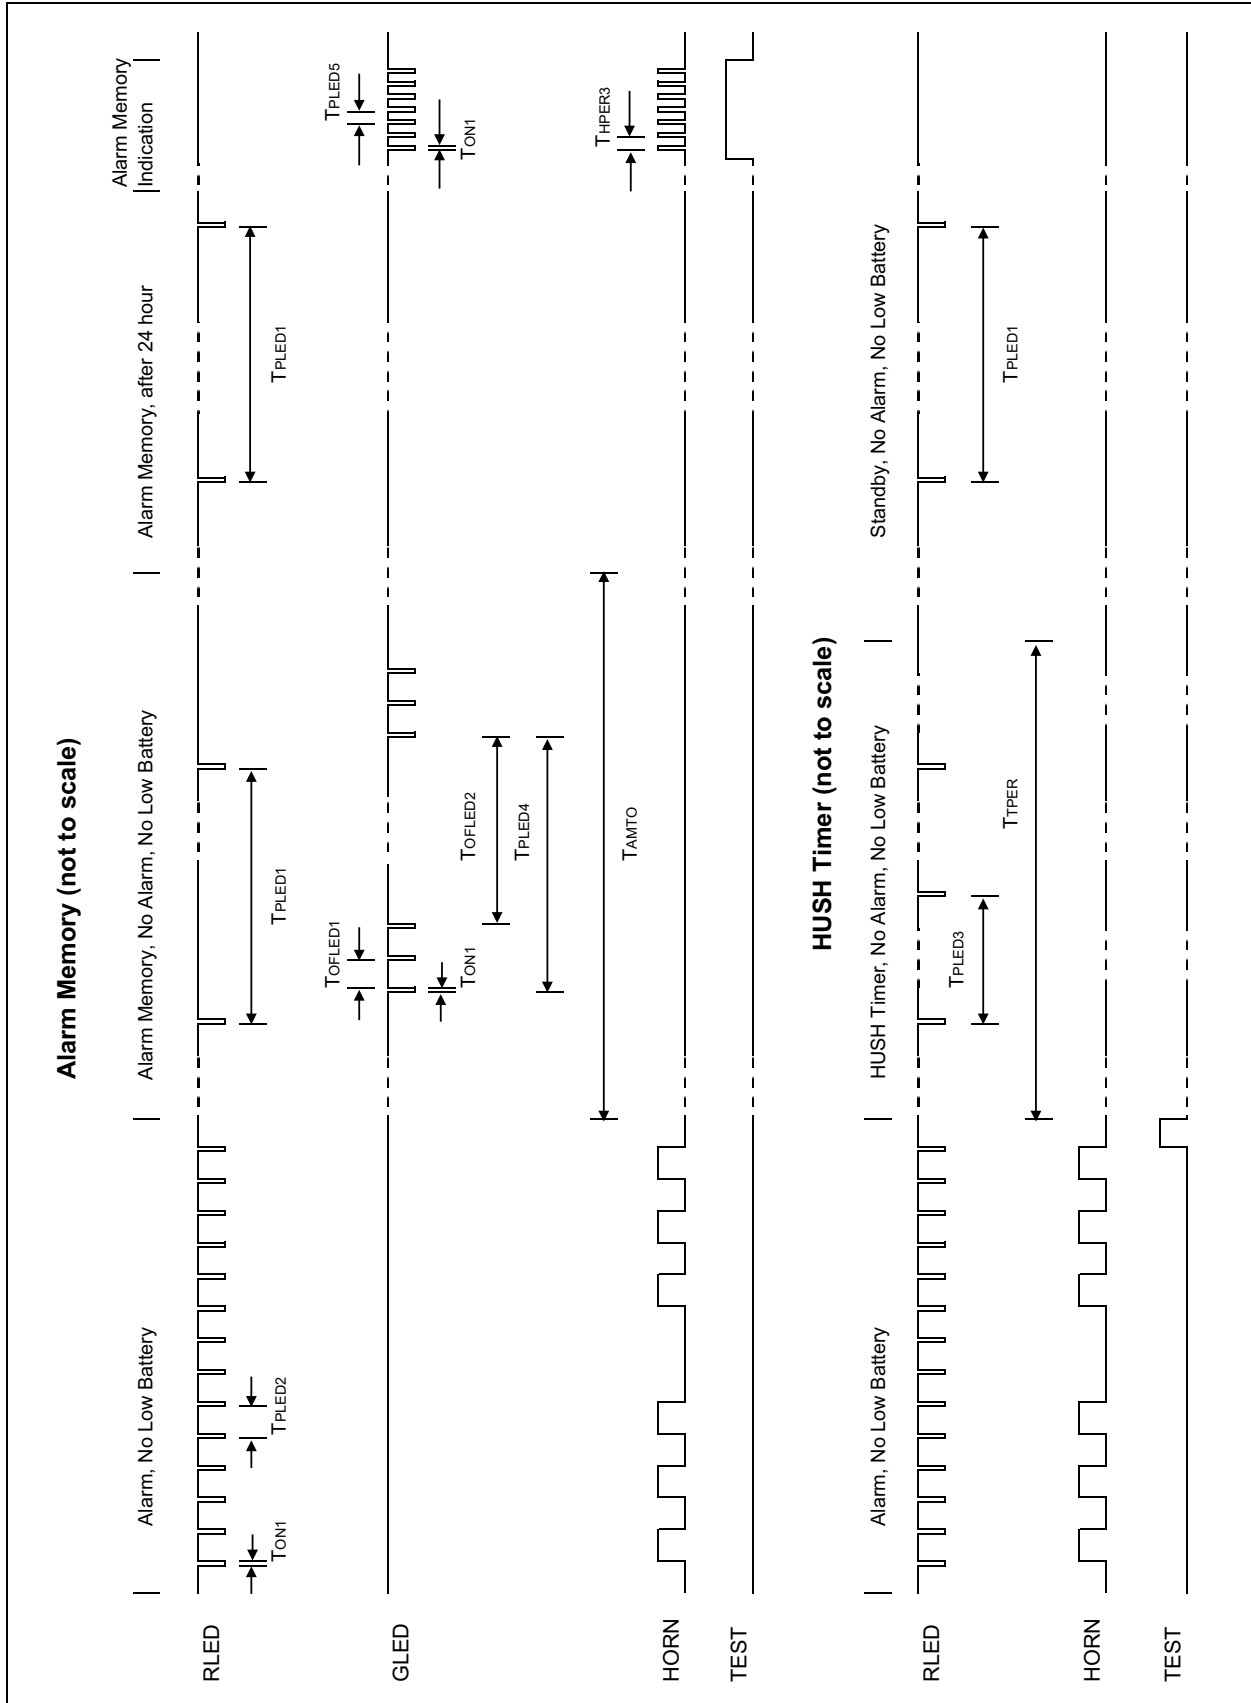 Alarm Memory (not to scale)
Alarm, No Low Battery
Alarm Memory, No Alarm, No Low Battery
Alarm Memory, after 24 hour
Alarm Memory
Indication
RLED
TON1
TPLED2
TPLED1
TPLED1
GLED
TOFLED1
TON1
TOFLED2
TPLED4
TPLED5
TON1
TAMTO
HORN
THPER3
TEST
HUSH Timer (not to scale)
Alarm, No Low Battery
HUSH Timer, No Alarm, No Low Battery
Standby, No Alarm, No Low Battery
RLED
TPLED3
TPLED1
TTPER
HORN
TEST